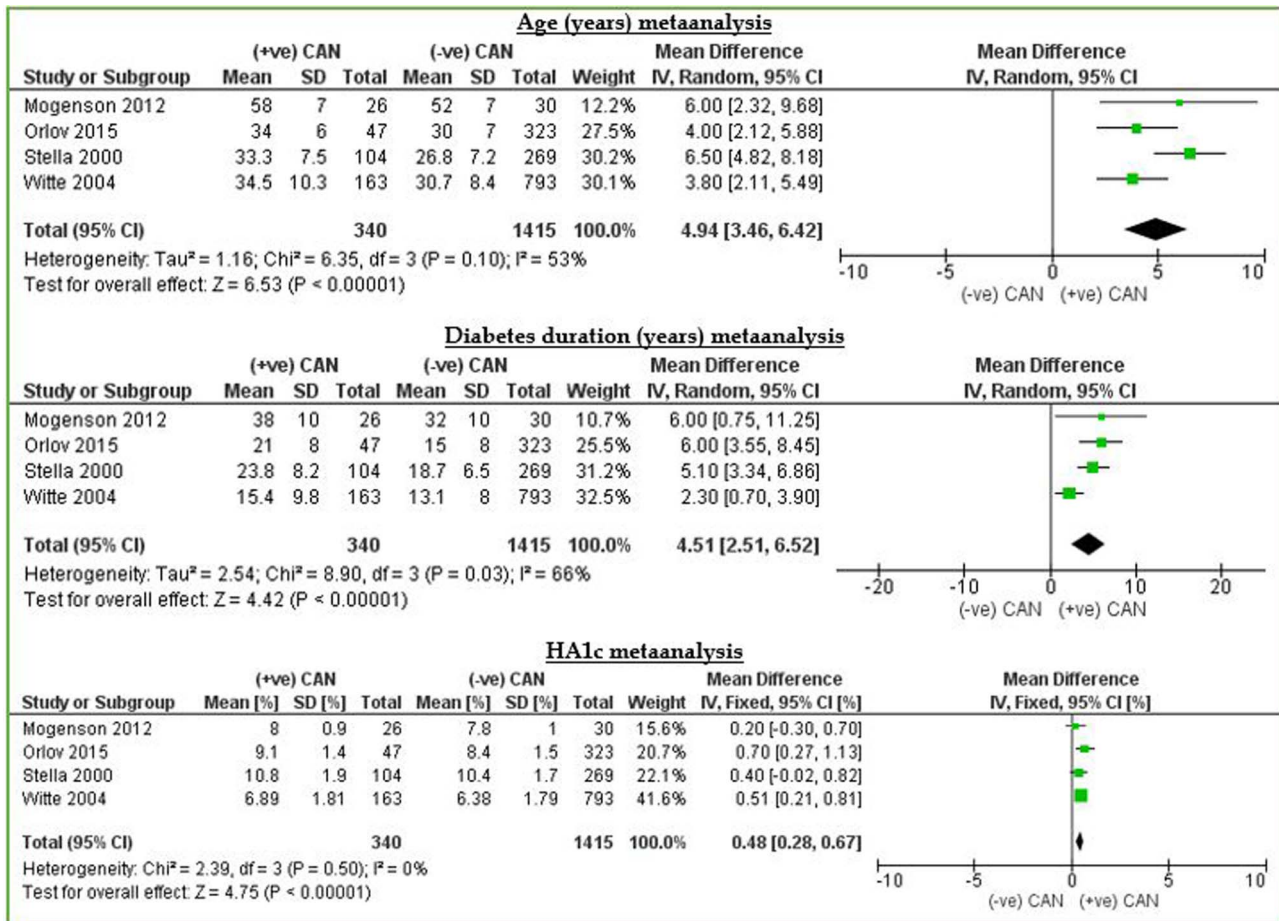 Age (years) metaanalysis
(+ve) CAN (-ve) CAN Mean Difference Mean Difference
Study or Subgroup Mean SD Total Mean SD Total Weight IV, Random, 95% CI IV, Random, 95% CI
Mogenson 2012 58 7 26 52 7 30 12.2% 6.00 [2.32, 9.68]
Orlov 2015 34 6 47 30 7 323 27.5% 4.00 [2.12, 5.88]
Stella 2000 33.3 7.5 104 26.8 7.2 269 30.2% 6.50 [4.82, 8.18]
Witte 2004 34.5 10.3 163 30.7 8.4 793 30.1% 3.80 [2.11, 5.49]
Total (95% CI) 340 1415 100.0% 4.94 [3.46, 6.42]
Heterogeneity: Tau² = 1.16; Chi² = 6.35, df = 3 (P = 0.10); I² = 53%
Test for overall effect: Z = 6.53 (P < 0.00001)
-10 -5 0 5 10
(-ve) CAN (+ve) CAN
Diabetes duration (years) metaanalysis
(+ve) CAN (-ve) CAN Mean Difference Mean Difference
Study or Subgroup Mean SD Total Mean SD Total Weight IV, Random, 95% CI IV, Random, 95% CI
Mogenson 2012 38 10 26 32 10 30 10.7% 6.00 [0.75, 11.25]
Orlov 2015 21 8 47 15 8 323 25.5% 6.00 [3.55, 8.45]
Stella 2000 23.8 8.2 104 18.7 6.5 269 31.2% 5.10 [3.34, 6.86]
Witte 2004 15.4 9.8 163 13.1 8 793 32.5% 2.30 [0.70, 3.90]
Total (95% CI) 340 1415 100.0% 4.51 [2.51, 6.52]
Heterogeneity: Tau² = 2.54; Chi² = 8.90, df = 3 (P = 0.03); I² = 66%
Test for overall effect: Z = 4.42 (P < 0.00001)
-20 -10 0 10 20
(-ve) CAN (+ve) CAN
HA1c metaanalysis
(+ve) CAN (-ve) CAN Mean Difference Mean Difference
Study or Subgroup Mean [%] SD [%] Total Mean [%] SD [%] Total Weight IV, Fixed, 95% CI [%] IV, Fixed, 95% CI [%]
Mogenson 2012 8 0.9 26 7.8 1 30 15.6% 0.20 [-0.30, 0.70]
Orlov 2015 9.1 1.4 47 8.4 1.5 323 20.7% 0.70 [0.27, 1.13]
Stella 2000 10.8 1.9 104 10.4 1.7 269 22.1% 0.40 [-0.02, 0.82]
Witte 2004 6.89 1.81 163 6.38 1.79 793 41.6% 0.51 [0.21, 0.81]
Total (95% CI) 340 1415 100.0% 0.48 [0.28, 0.67]
Heterogeneity: Chi² = 2.39, df = 3 (P = 0.50); I² = 0%
Test for overall effect: Z = 4.75 (P < 0.00001)
-10 -5 0 5 10
(-ve) CAN (+ve) CAN